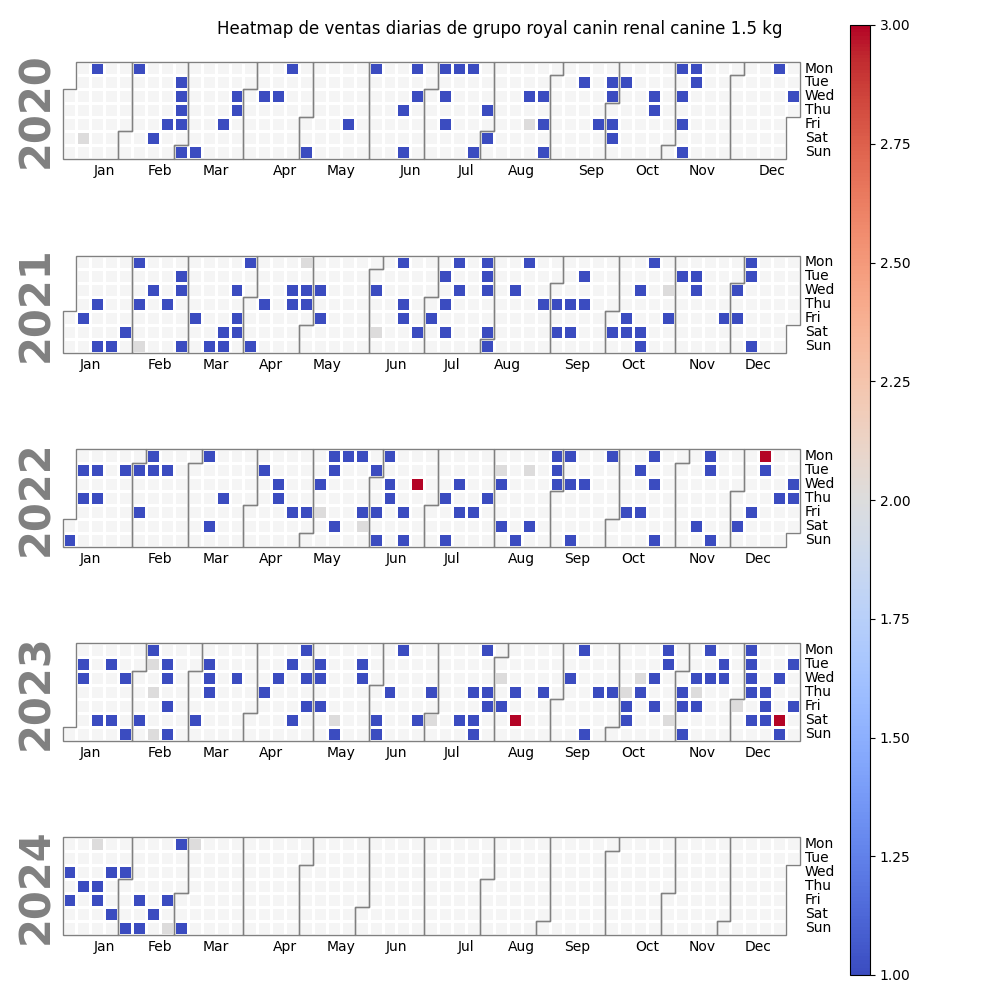 Heatmap de ventas diarias de grupo royal canin renal canine 1.5 kg
2020
Mon
Tue
Wed
Thu
Fri
Sat
Sun
Jan Feb Mar Apr May Jun Jul Aug Sep Oct Nov Dec
2021
Mon
Tue
Wed
Thu
Fri
Sat
Sun
Jan Feb Mar Apr May Jun Jul Aug Sep Oct Nov Dec
2022
Mon
Tue
Wed
Thu
Fri
Sat
Sun
Jan Feb Mar Apr May Jun Jul Aug Sep Oct Nov Dec
2023
Mon
Tue
Wed
Thu
Fri
Sat
Sun
Jan Feb Mar Apr May Jun Jul Aug Sep Oct Nov Dec
2024
Mon
Tue
Wed
Thu
Fri
Sat
Sun
Jan Feb Mar Apr May Jun Jul Aug Sep Oct Nov Dec
3.00
2.75
2.50
2.25
2.00
1.75
1.50
1.25
1.00